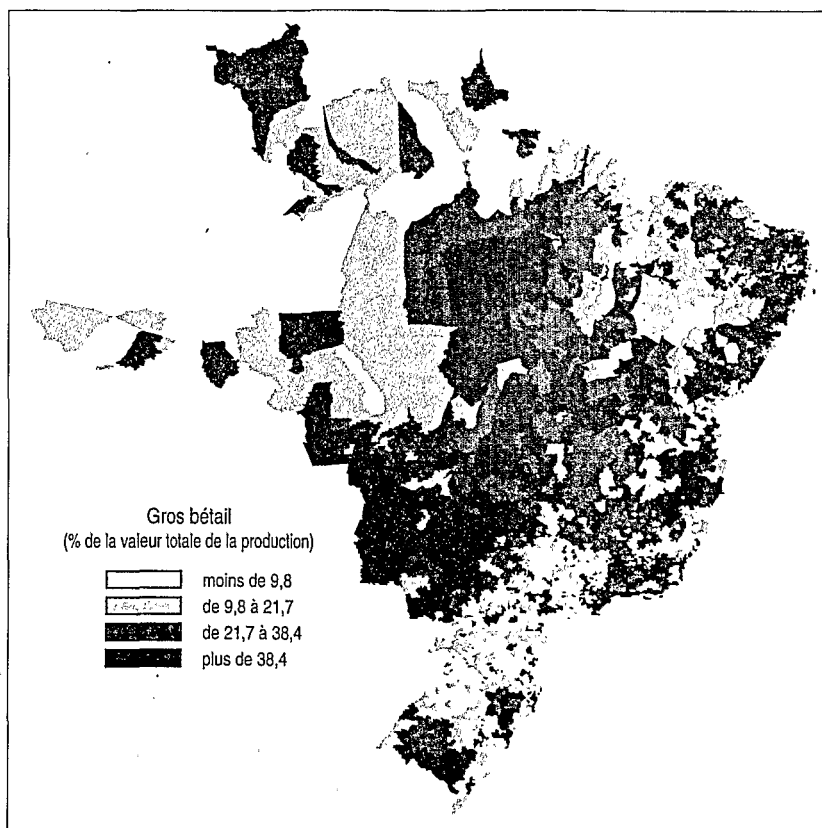 Gros bétail
(% de la valeur totale de la production)
moins de 9,8
de 9,8 à 21,7
de 21,7 à 38,4
plus de 38,4